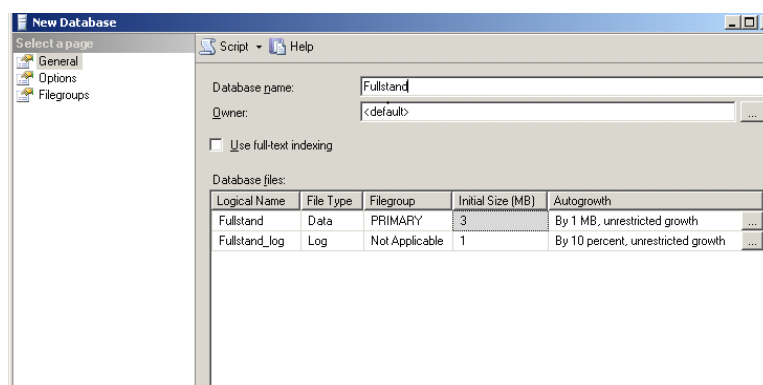 New Database
Select a page
General
Options
Filegroups
Script Help
Database name: Fullstand
Owner: <default> ...
Use full-text indexing
Database files:
Logical Name File Type Filegroup Initial Size (MB) Autogrowth
Fullstand Data PRIMARY 3 By 1 MB, unrestricted growth ...
Fullstand_log Log Not Applicable 1 By 10 percent, unrestricted growth ...